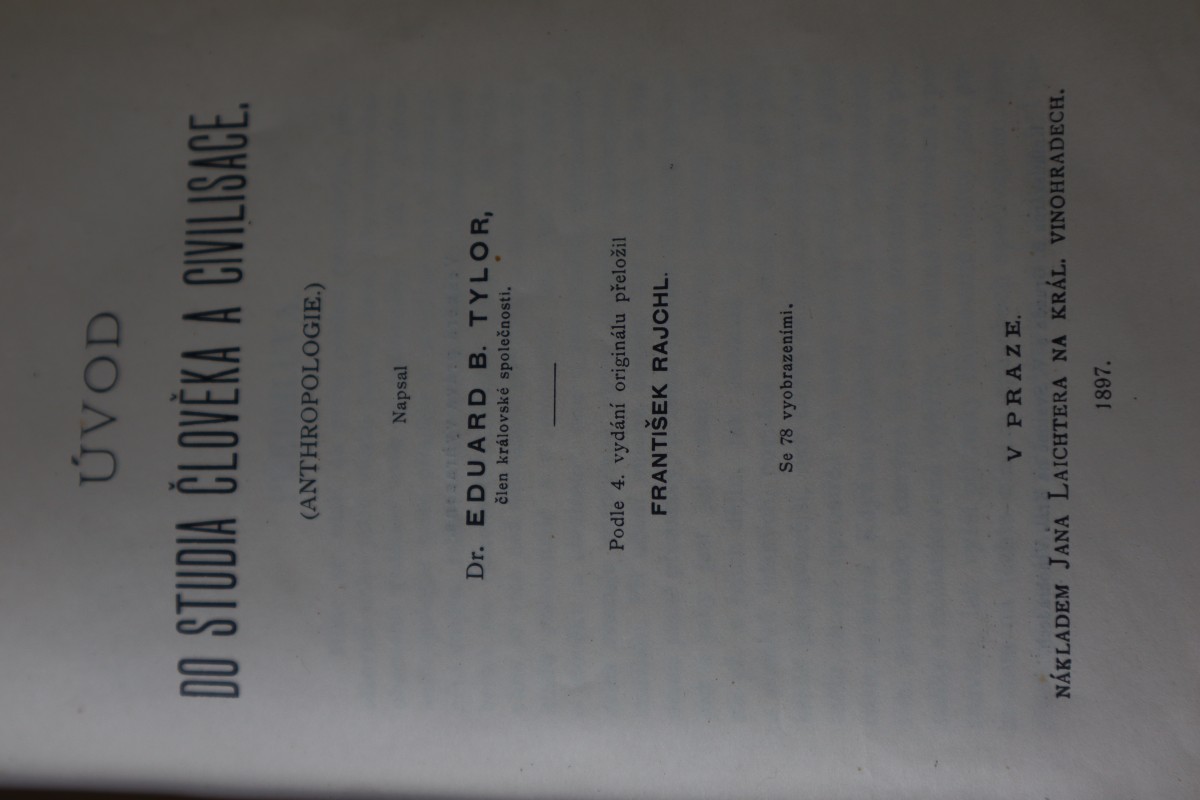 ÚVOD
DO STUDIA ČLOVĚKA A CIVILISACE.
(ANTHROPOLOGIE.)
Napsal
Dr. EDUARD B. TYLOR,
člen královské společnosti.
Podle 4. vydání originálu přeložil
FRANTIŠEK RAJCHL.
Se 78 vyobrazeními.
V PRAZE.
NÁKLADEM JANA LAICHTERA NA KRÁL. VINOHRADECH.
1897.